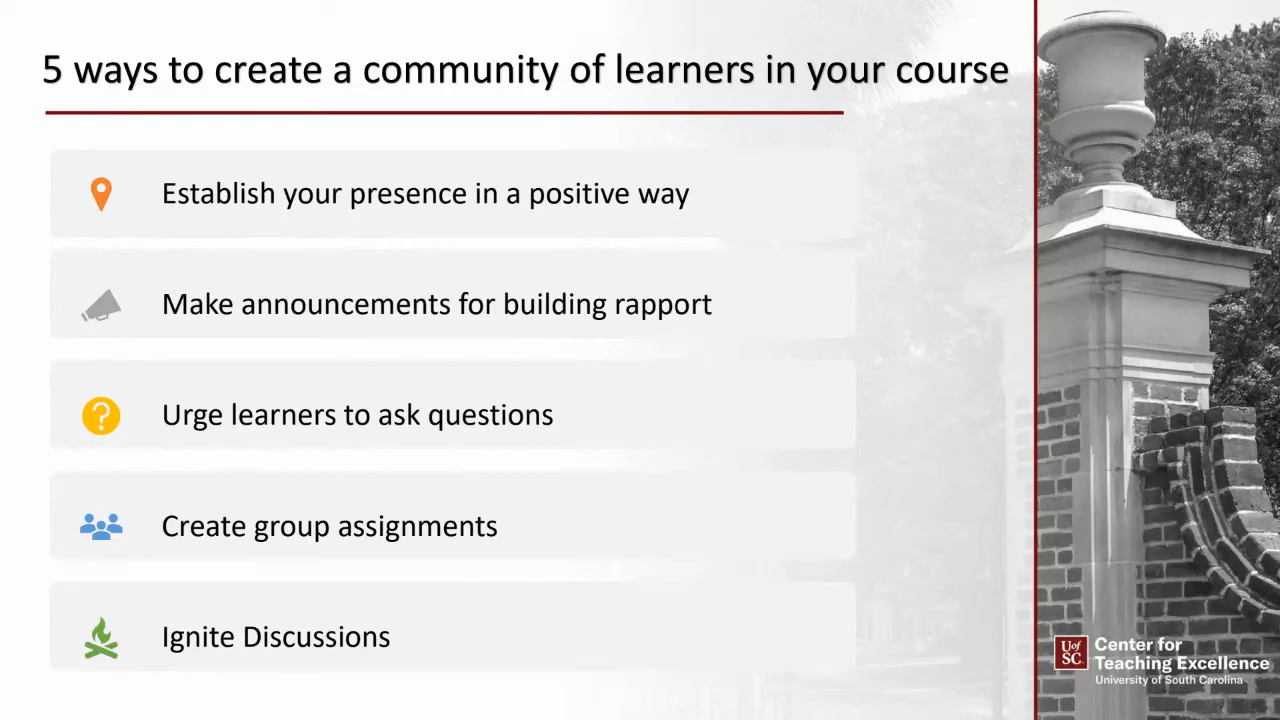 5 ways to create a community of learners in your course
Establish your presence in a positive way
Make announcements for building rapport
Urge learners to ask questions
Create group assignments
Ignite Discussions
U of
SC
Center for
Teaching Excellence
University of South Carolina